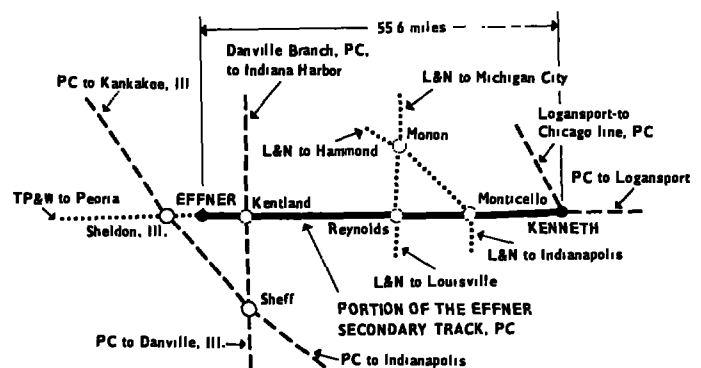 55 6 miles
Danville Branch, PC,
to Indiana Harbor
PC to Kankakee, Ill
L&N to Michigan City
Logansport-to
Chicago line, PC
L&N to Hammond
Monon
PC to Logansport
TP&W to Peoria
EFFNER
Kentland
Monticello
Sheldon, Ill.
Reynolds
KENNETH
L&N to Indianapolis
L&N to Louisville
Sheff
PORTION OF THE EFFNER
SECONDARY TRACK, PC
PC to Danville, Ill.
PC to Indianapolis